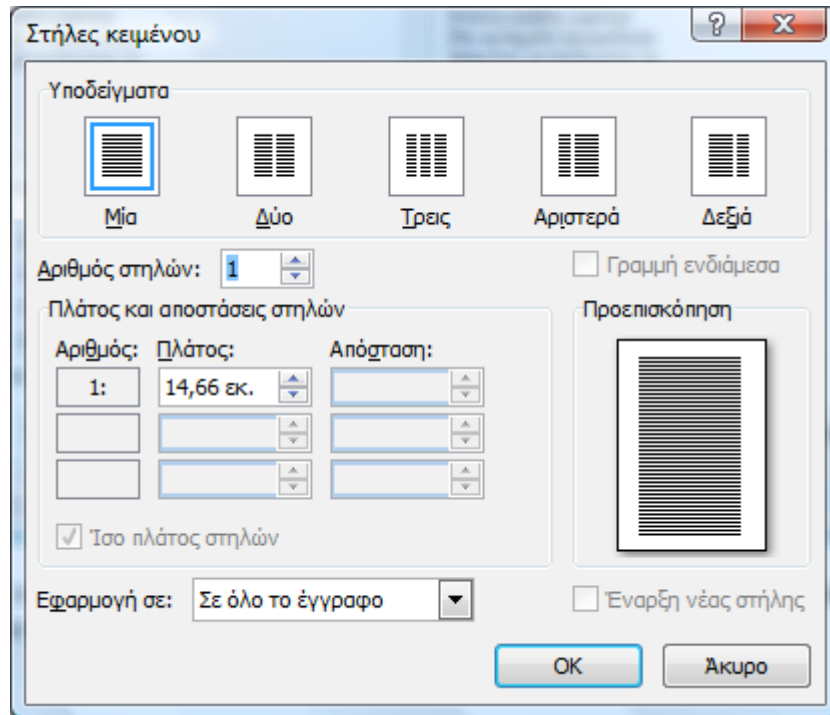 Στήλες κειμένου
Υποδείγματα
Μία Δύο Τρεις Αριστερά Δεξιά
Αριθμός στηλών: 1 Γραμμή ενδιάμεσα
Πλάτος και αποστάσεις στηλών Προεπισκόπηση
Αριθμός: Πλάτος: Απόσταση:
1: 14,66 εκ.
Ίσο πλάτος στηλών
Εφαρμογή σε: Σε όλο το έγγραφο Έναρξη νέας στήλης
OK Άκυρο